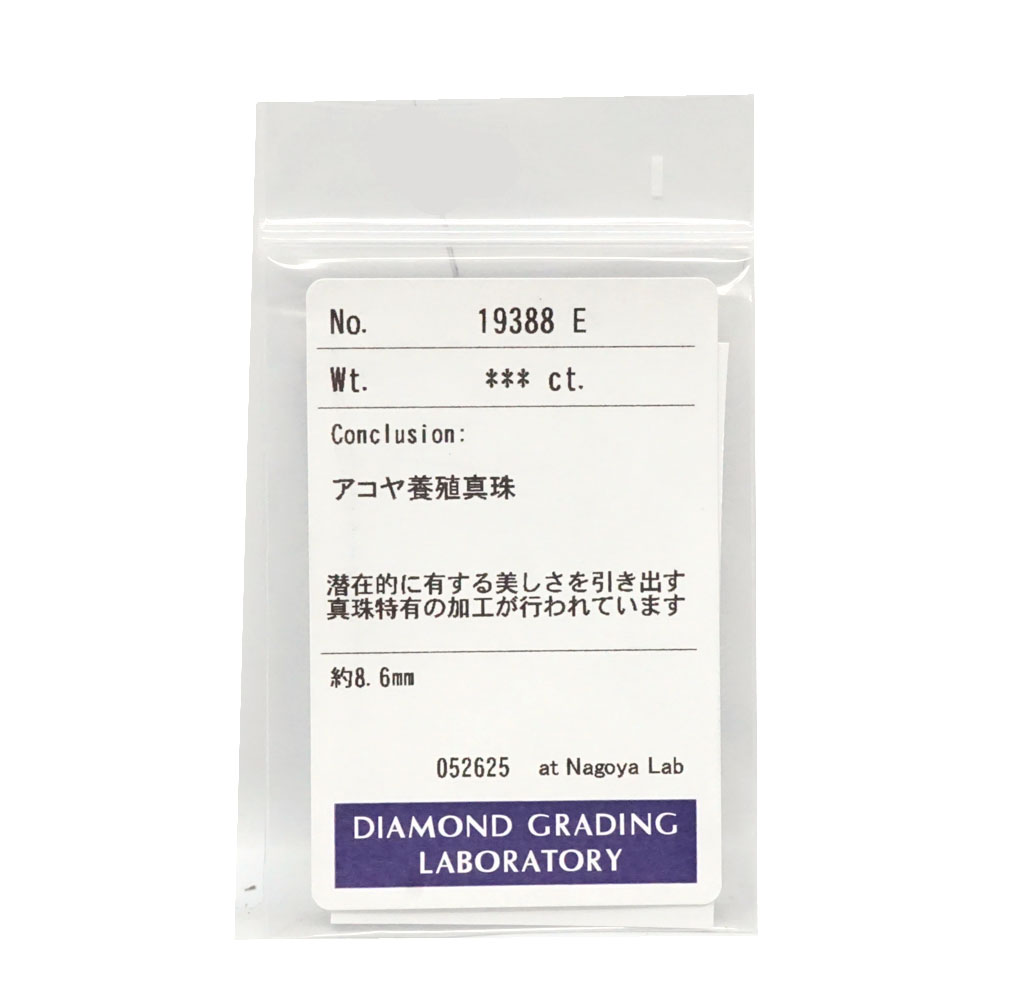 No. 19388 E
Wt. *** ct.
Conclusion:
アコヤ養殖真珠
潜在的に有する美しさを引き出す
真珠特有の加工が行われています
約8.6mm
052625 at Nagoya Lab
DIAMOND GRADING
LABORATORY